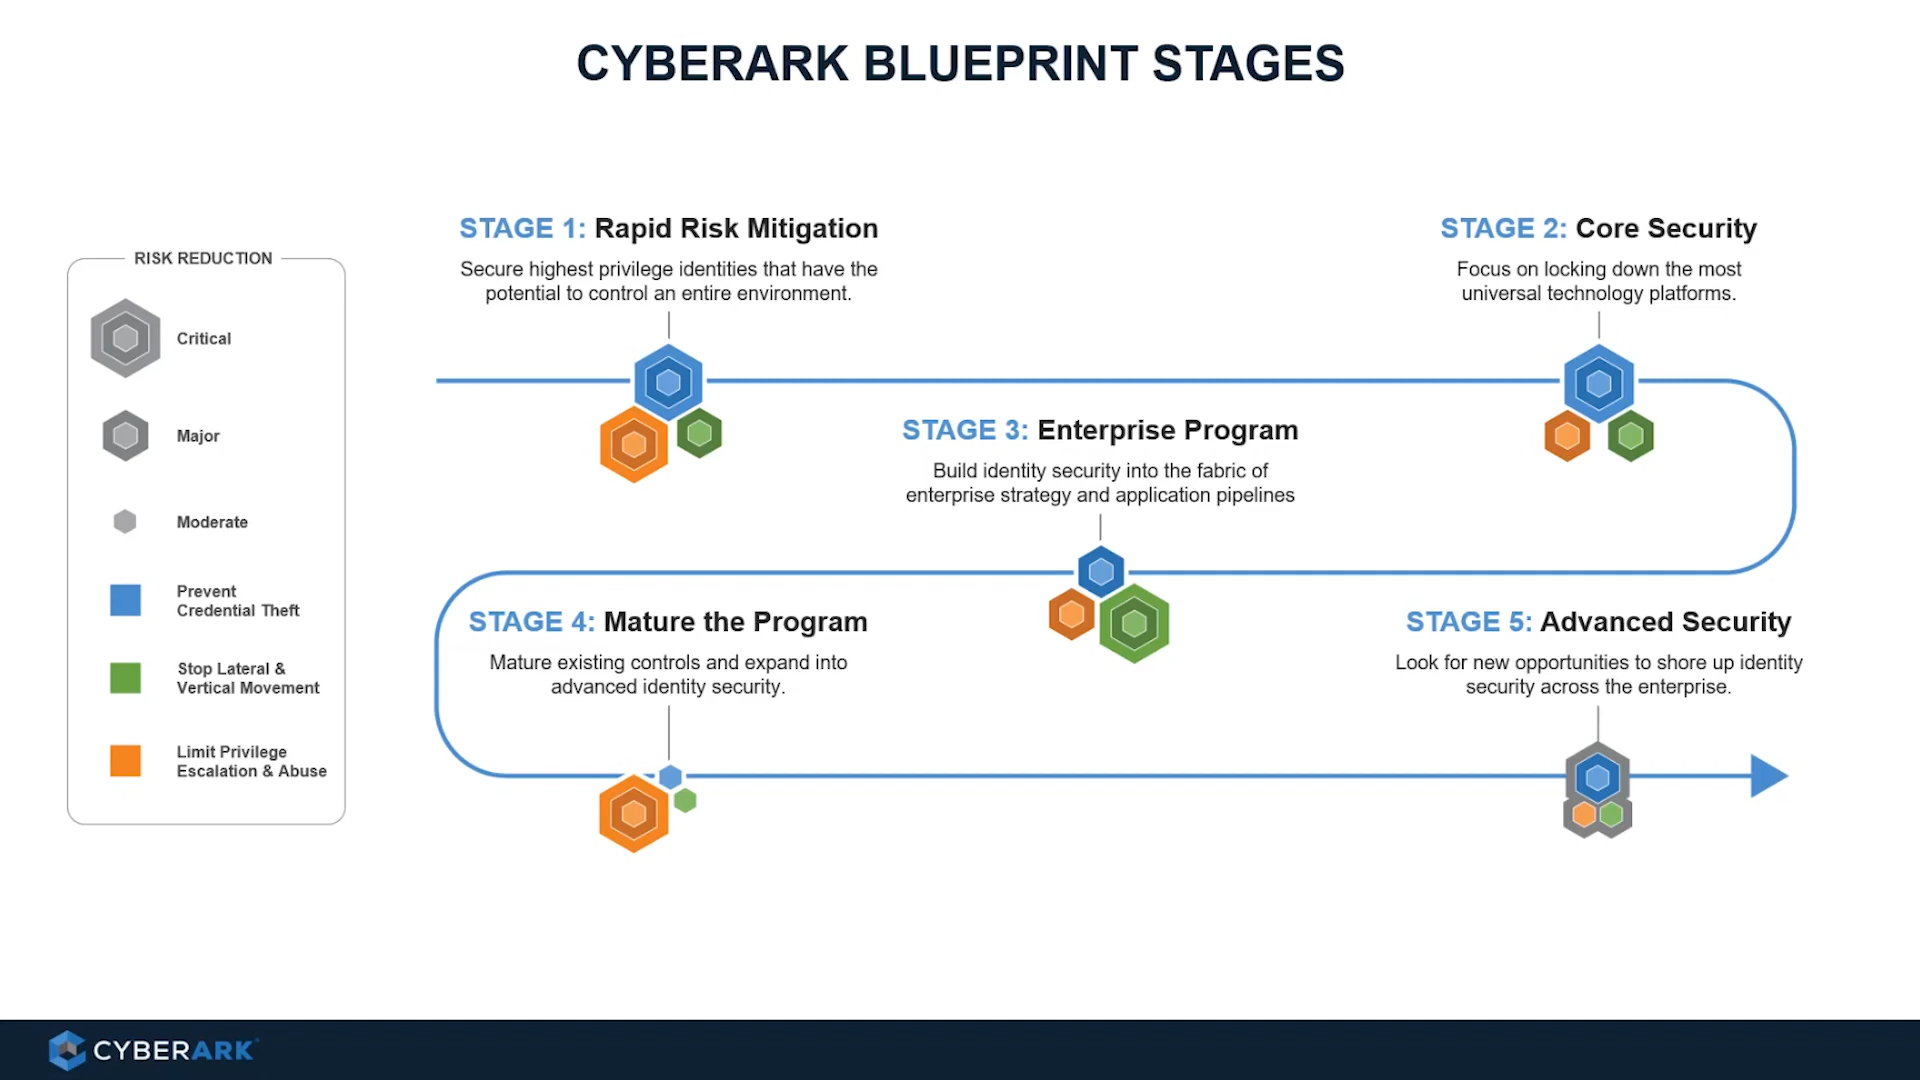 CYBERARK BLUEPRINT STAGES
RISK REDUCTION
Critical
Major
Moderate
Prevent
Credential Theft
Stop Lateral &
Vertical Movement
Limit Privilege
Escalation & Abuse
STAGE 1: Rapid Risk Mitigation
Secure highest privilege identities that have the
potential to control an entire environment.
STAGE 2: Core Security
Focus on locking down the most
universal technology platforms.
STAGE 3: Enterprise Program
Build identity security into the fabric of
enterprise strategy and application pipelines
STAGE 4: Mature the Program
Mature existing controls and expand into
advanced identity security.
STAGE 5: Advanced Security
Look for new opportunities to shore up identity
security across the enterprise.
CYBERARK